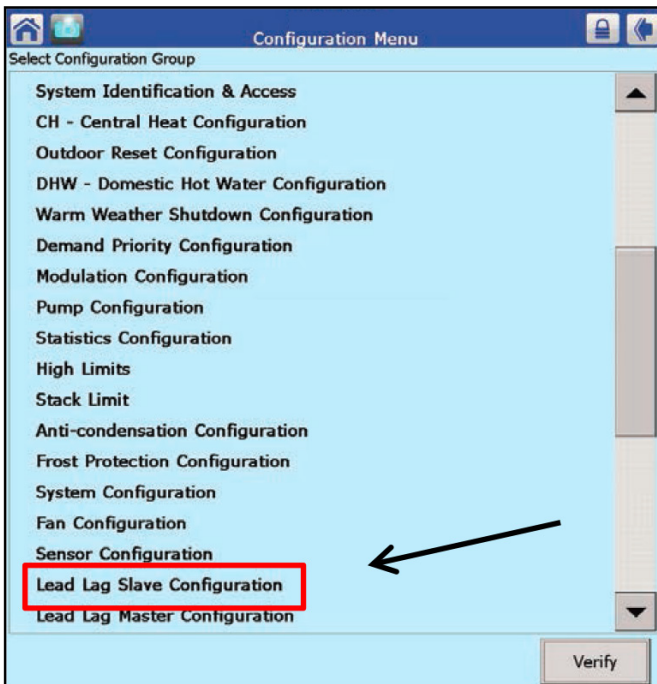 Configuration Menu
Select Configuration Group
System Identification & Access
CH - Central Heat Configuration
Outdoor Reset Configuration
DHW - Domestic Hot Water Configuration
Warm Weather Shutdown Configuration
Demand Priority Configuration
Modulation Configuration
Pump Configuration
Statistics Configuration
High Limits
Stack Limit
Anti-condensation Configuration
Frost Protection Configuration
System Configuration
Fan Configuration
Sensor Configuration
Lead Lag Slave Configuration
Lead Lag Master Configuration
Verify